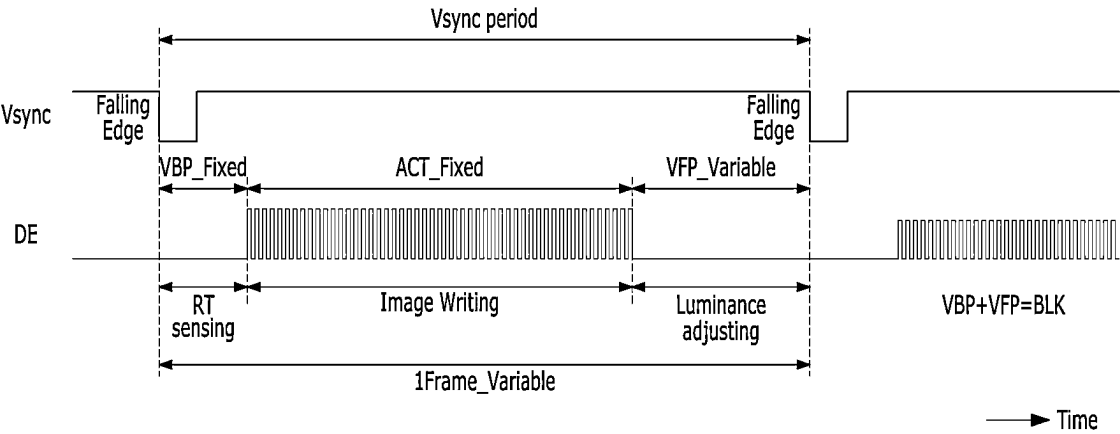 Vsync period
Vsync
Falling
Edge
Falling
Edge
VBP_Fixed
ACT_Fixed
VFP_Variable
DE
RT
sensing
Image Writing
Luminance
adjusting
VBP+VFP=BLK
1Frame_Variable
Time